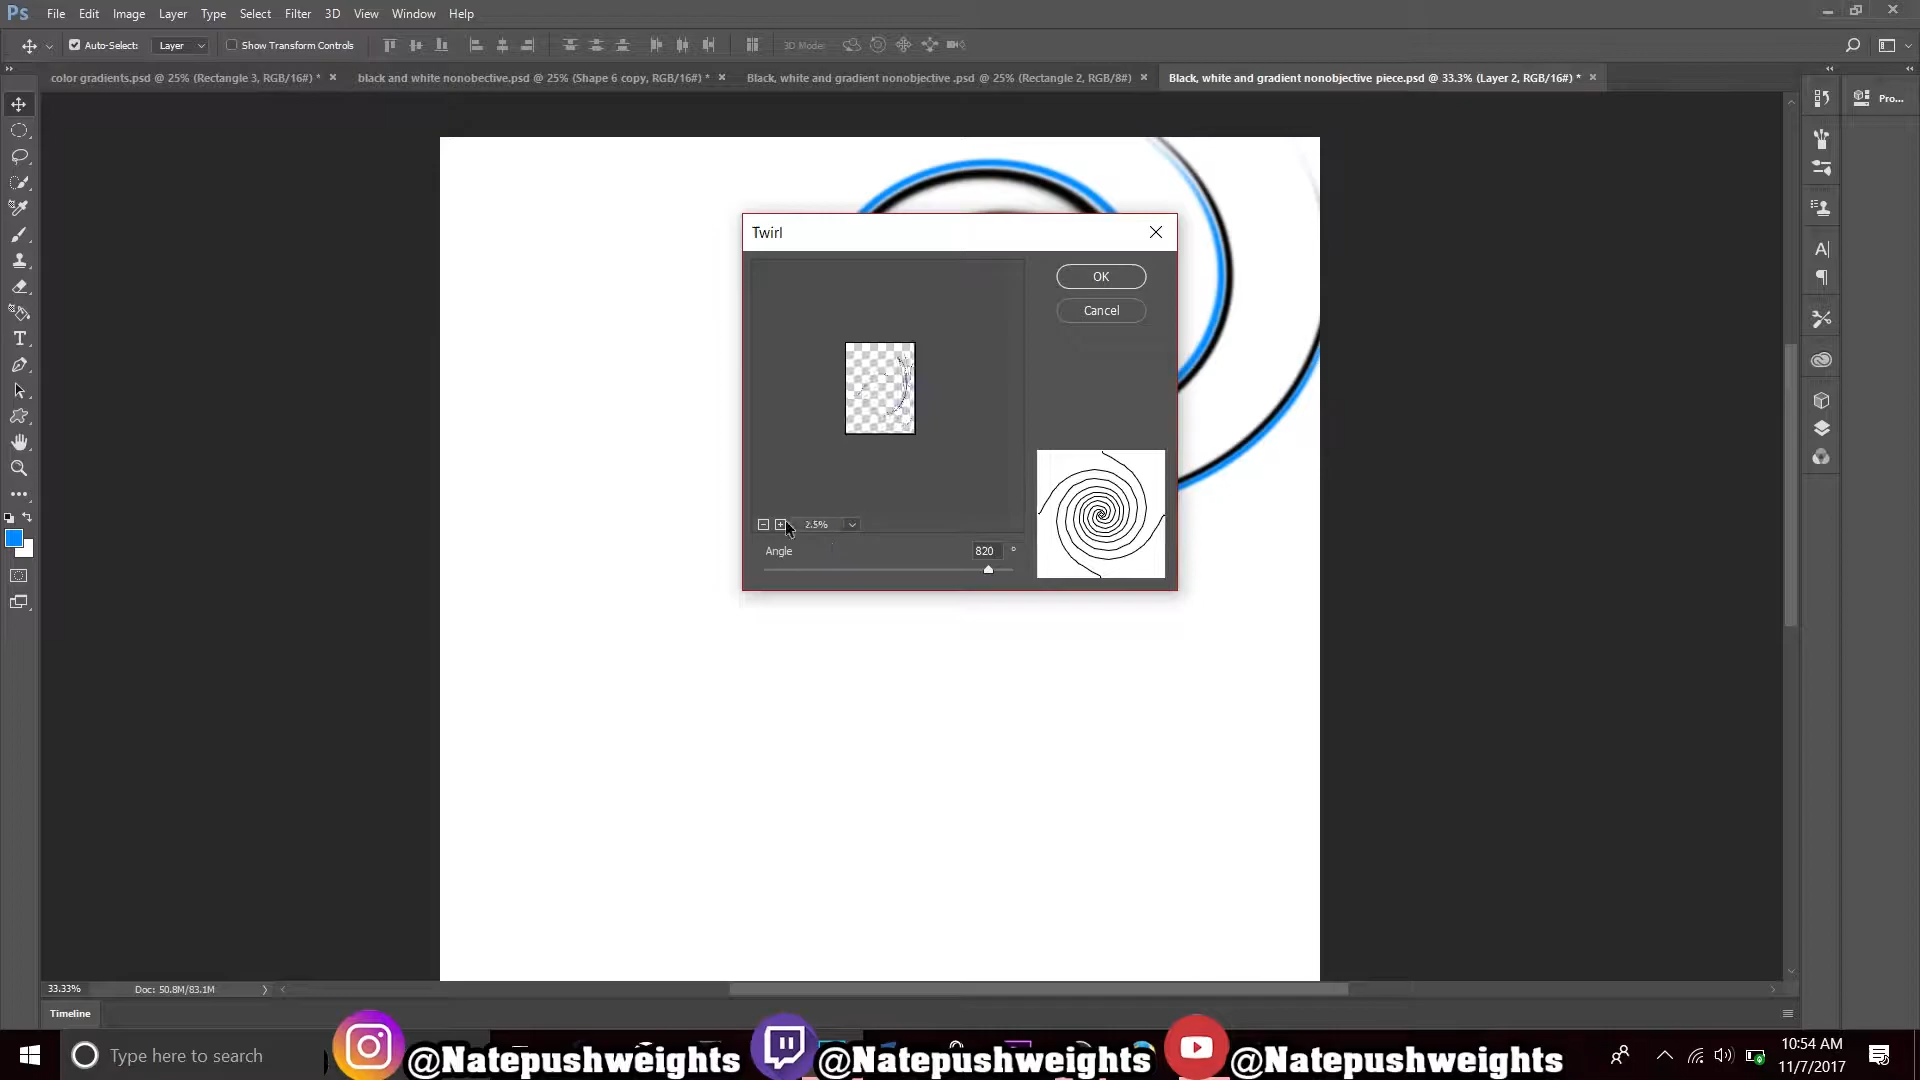 Ps File Edit Image Layer Type Select Filter 3D View Window Help
Auto-Select: Layer Show Transform Controls 3D Mode:
color gradients.psd @ 25% (Rectangle 3, RGB/16#) * × black and white nonobective.psd @ 25% (Shape 6 copy, RGB/16#) * × Black, white and gradient nonobjective .psd @ 25% (Rectangle 2, RGB/8#) × Black, white and gradient nonobjective piece.psd @ 33.3% (Layer 2, RGB/16#) * ×
Pro...
Twirl
OK
Cancel
2.5%
Angle 820 °
33.33% Doc: 50.8M/83.1M
Timeline
Type here to search
@Natepushweights @Natepushweights @Natepushweights
10:54 AM
11/7/2017